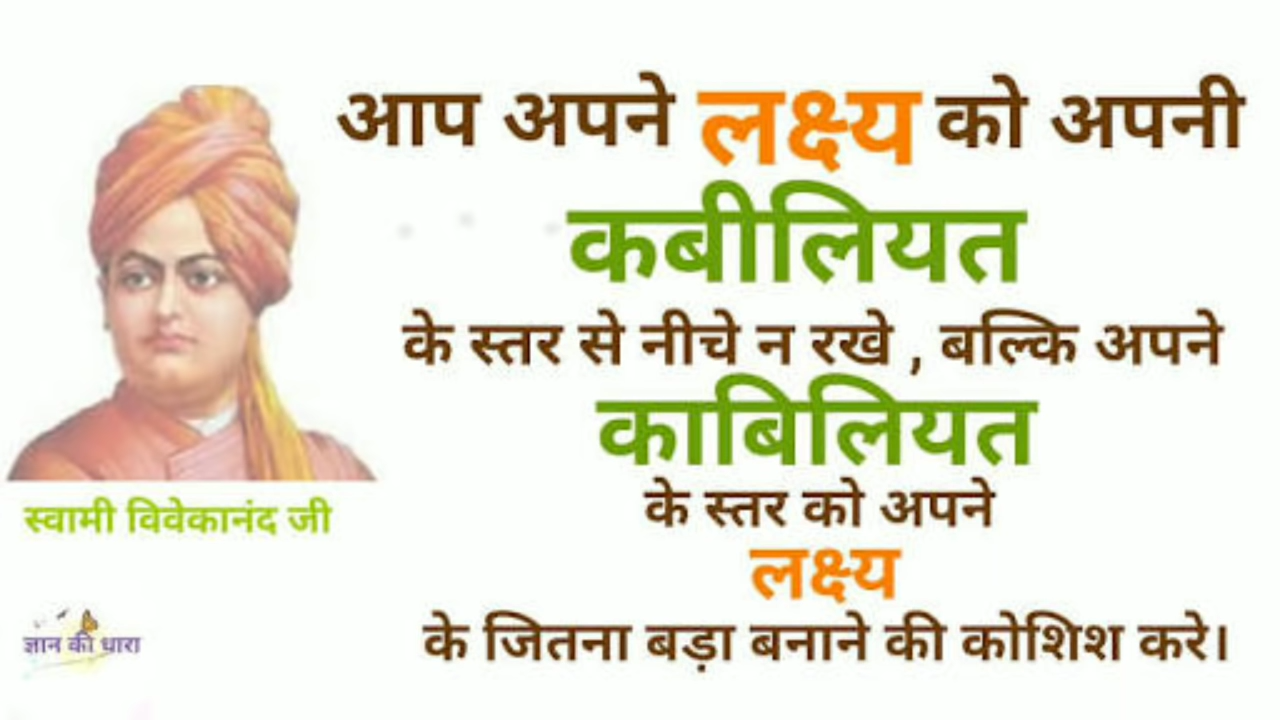 आप अपने लक्ष्य को अपनी
कबीलियत
के स्तर से नीचे न रखे , बल्कि अपने
काबिलियत
के स्तर को अपने
लक्ष्य
के जितना बड़ा बनाने की कोशिश करे।
स्वामी विवेकानंद जी
ज्ञान की धारा